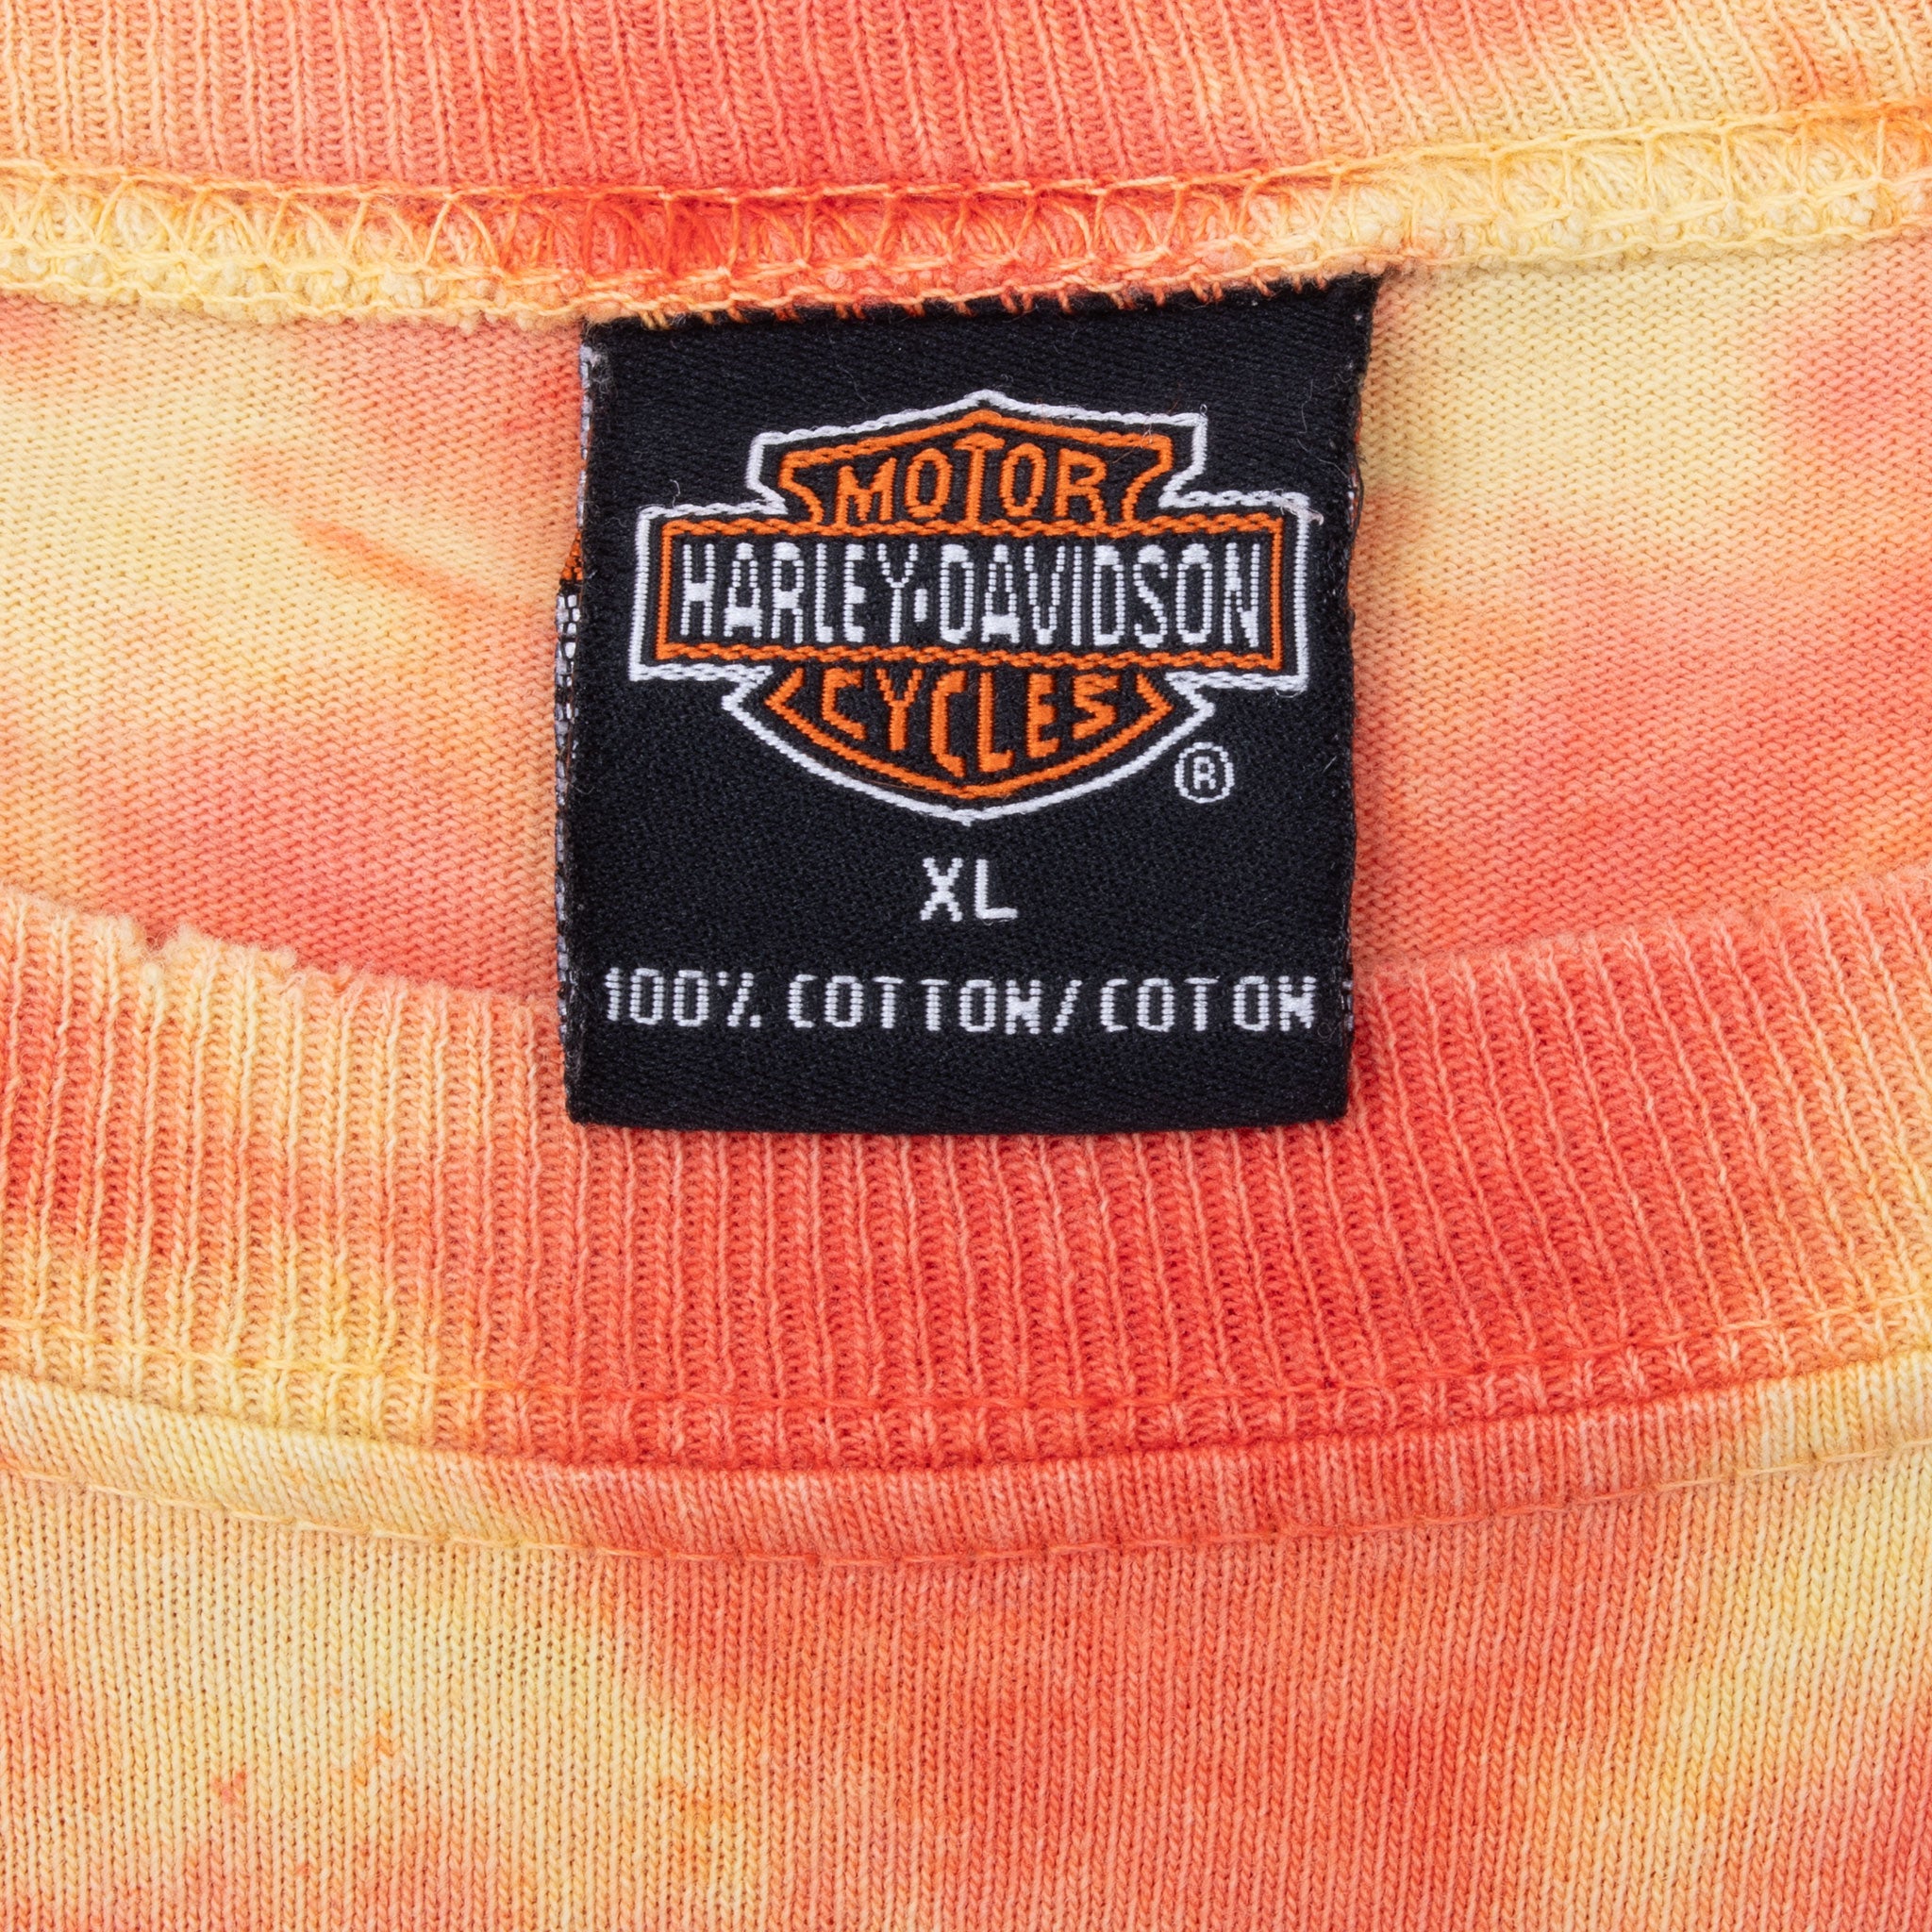 MOTOR
HARLEY-DAVIDSON
CYCLES
®
XL
100% COTTON/COTON